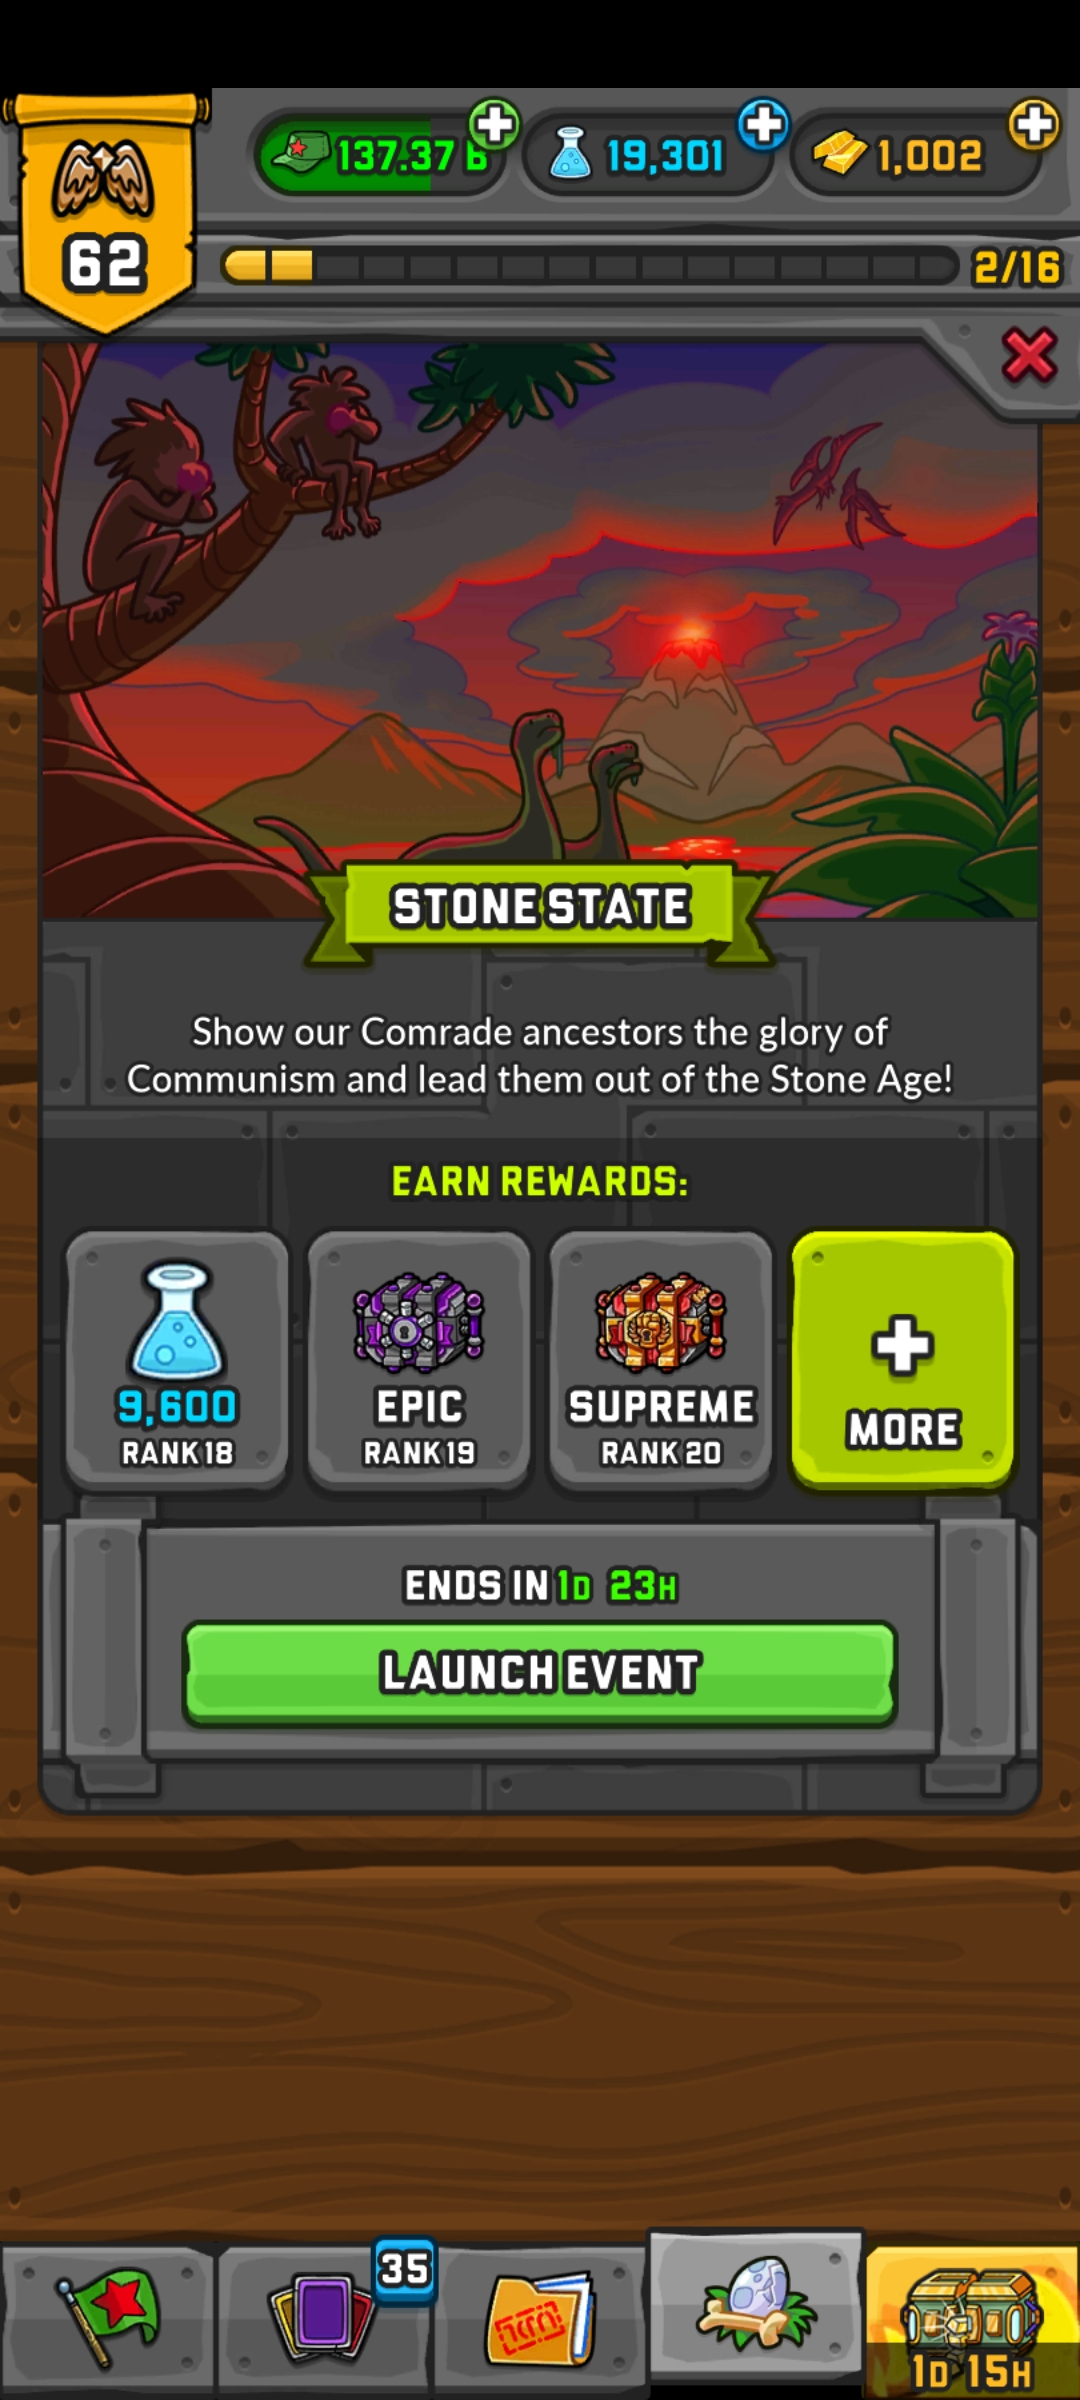 137.37 B
19,301
1,002
62
2/16
STONE STATE
Show our Comrade ancestors the glory of
Communism and lead them out of the Stone Age!
EARN REWARDS:
9,600
RANK 18
EPIC
RANK 19
SUPREME
RANK 20
MORE
ENDS IN 1D 23H
LAUNCH EVENT
35
1D 15H